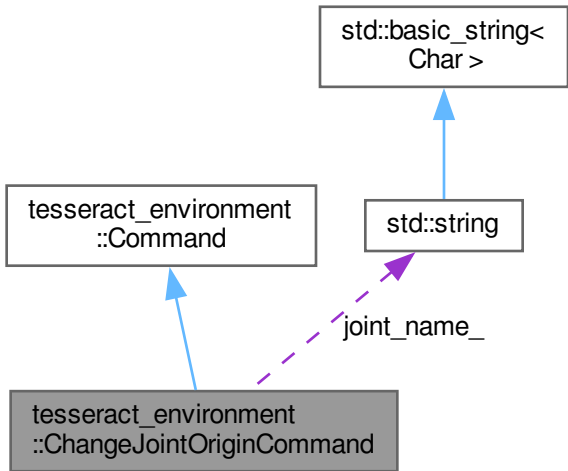 std::basic_string<
Char >
tesseract_environment
::Command
std::string
joint_name_
tesseract_environment
::ChangeJointOriginCommand